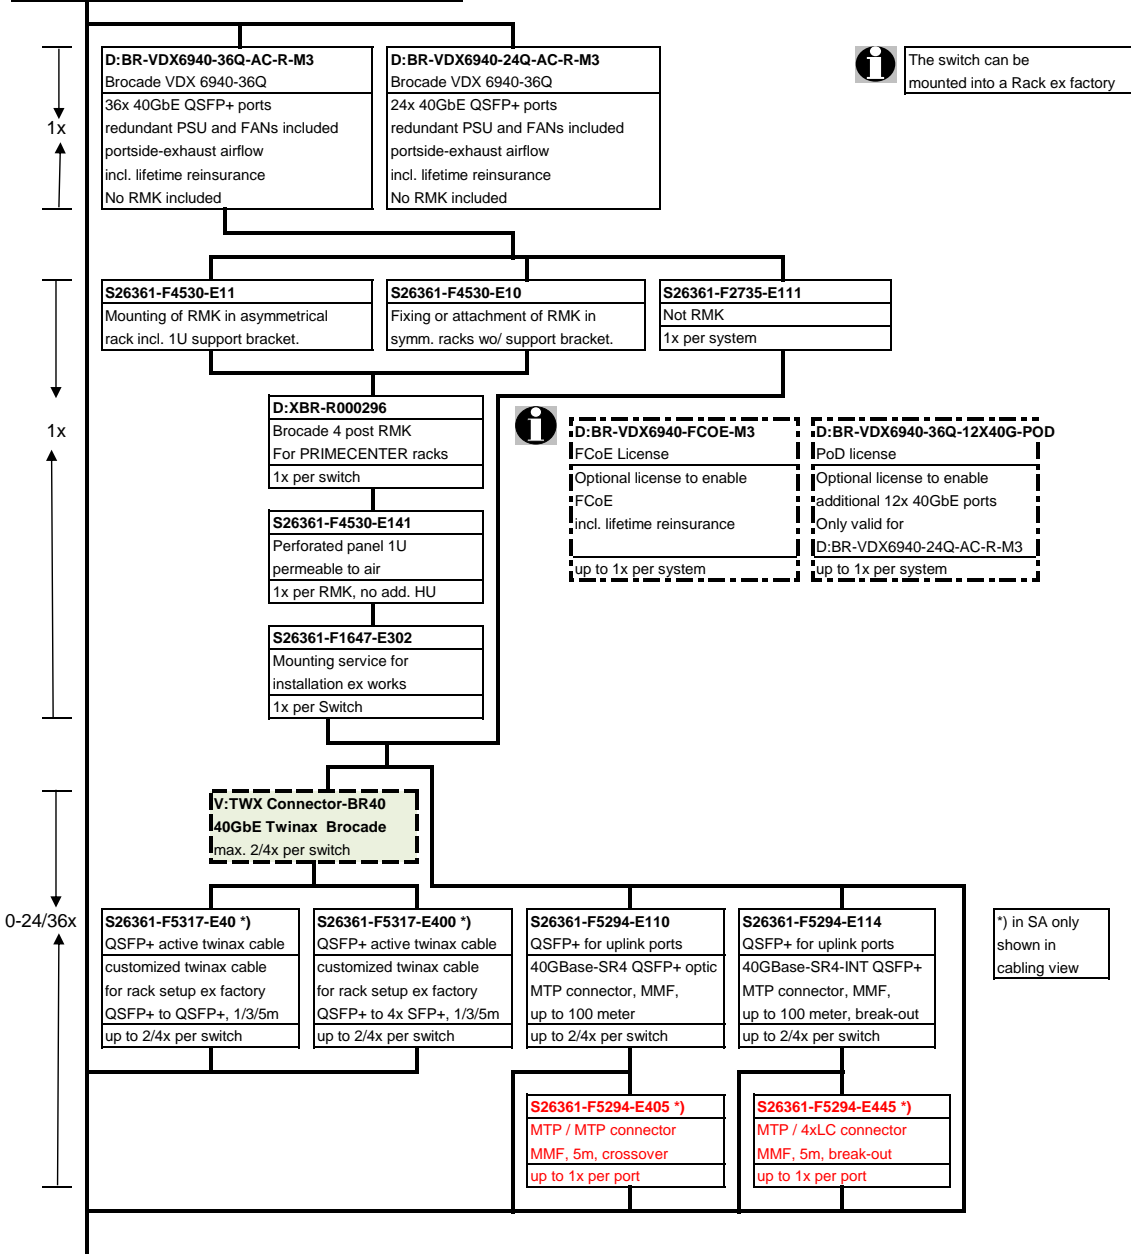 D:BR-VDX6940-36Q-AC-R-M3
Brocade VDX 6940-36Q
36x 40GbE QSFP+ ports
redundant PSU and FANs included
portside-exhaust airflow
incl. lifetime reinsurance
No RMK included
D:BR-VDX6940-24Q-AC-R-M3
Brocade VDX 6940-36Q
24x 40GbE QSFP+ ports
redundant PSU and FANs included
portside-exhaust airflow
incl. lifetime reinsurance
No RMK included
i
The switch can be
mounted into a Rack ex factory
1x
S26361-F4530-E11
Mounting of RMK in asymmetrical
rack incl. 1U support bracket.
S26361-F4530-E10
Fixing or attachment of RMK in
symm. racks wo/ support bracket.
S26361-F2735-E111
Not RMK
1x per system
1x
D:XBR-R000296
Brocade 4 post RMK
For PRIMECENTER racks
1x per switch
i
D:BR-VDX6940-FCOE-M3
FCoE License
Optional license to enable
FCoE
incl. lifetime reinsurance
up to 1x per system
D:BR-VDX6940-36Q-12X40G-POD
PoD license
Optional license to enable
additional 12x 40GbE ports
Only valid for
D:BR-VDX6940-24Q-AC-R-M3
up to 1x per system
S26361-F4530-E141
Perforated panel 1U
permeable to air
1x per RMK, no add. HU
S26361-F1647-E302
Mounting service for
installation ex works
1x per Switch
V:TWX Connector-BR40
40GbE Twinax Brocade
max. 2/4x per switch
0-24/36x
S26361-F5317-E40 *)
QSFP+ active twinax cable
customized twinax cable
for rack setup ex factory
QSFP+ to QSFP+, 1/3/5m
up to 2/4x per switch
S26361-F5317-E400 *)
QSFP+ active twinax cable
customized twinax cable
for rack setup ex factory
QSFP+ to 4x SFP+, 1/3/5m
up to 2/4x per switch
S26361-F5294-E110
QSFP+ for uplink ports
40GBase-SR4 QSFP+ optic
MTP connector, MMF,
up to 100 meter
up to 2/4x per switch
S26361-F5294-E114
QSFP+ for uplink ports
40GBase-SR4-INT QSFP+
MTP connector, MMF,
up to 100 meter, break-out
up to 2/4x per switch
*) in SA only
shown in
cabling view
S26361-F5294-E405 *)
MTP / MTP connector
MMF, 5m, crossover
up to 1x per port
S26361-F5294-E445 *)
MTP / 4xLC connector
MMF, 5m, break-out
up to 1x per port